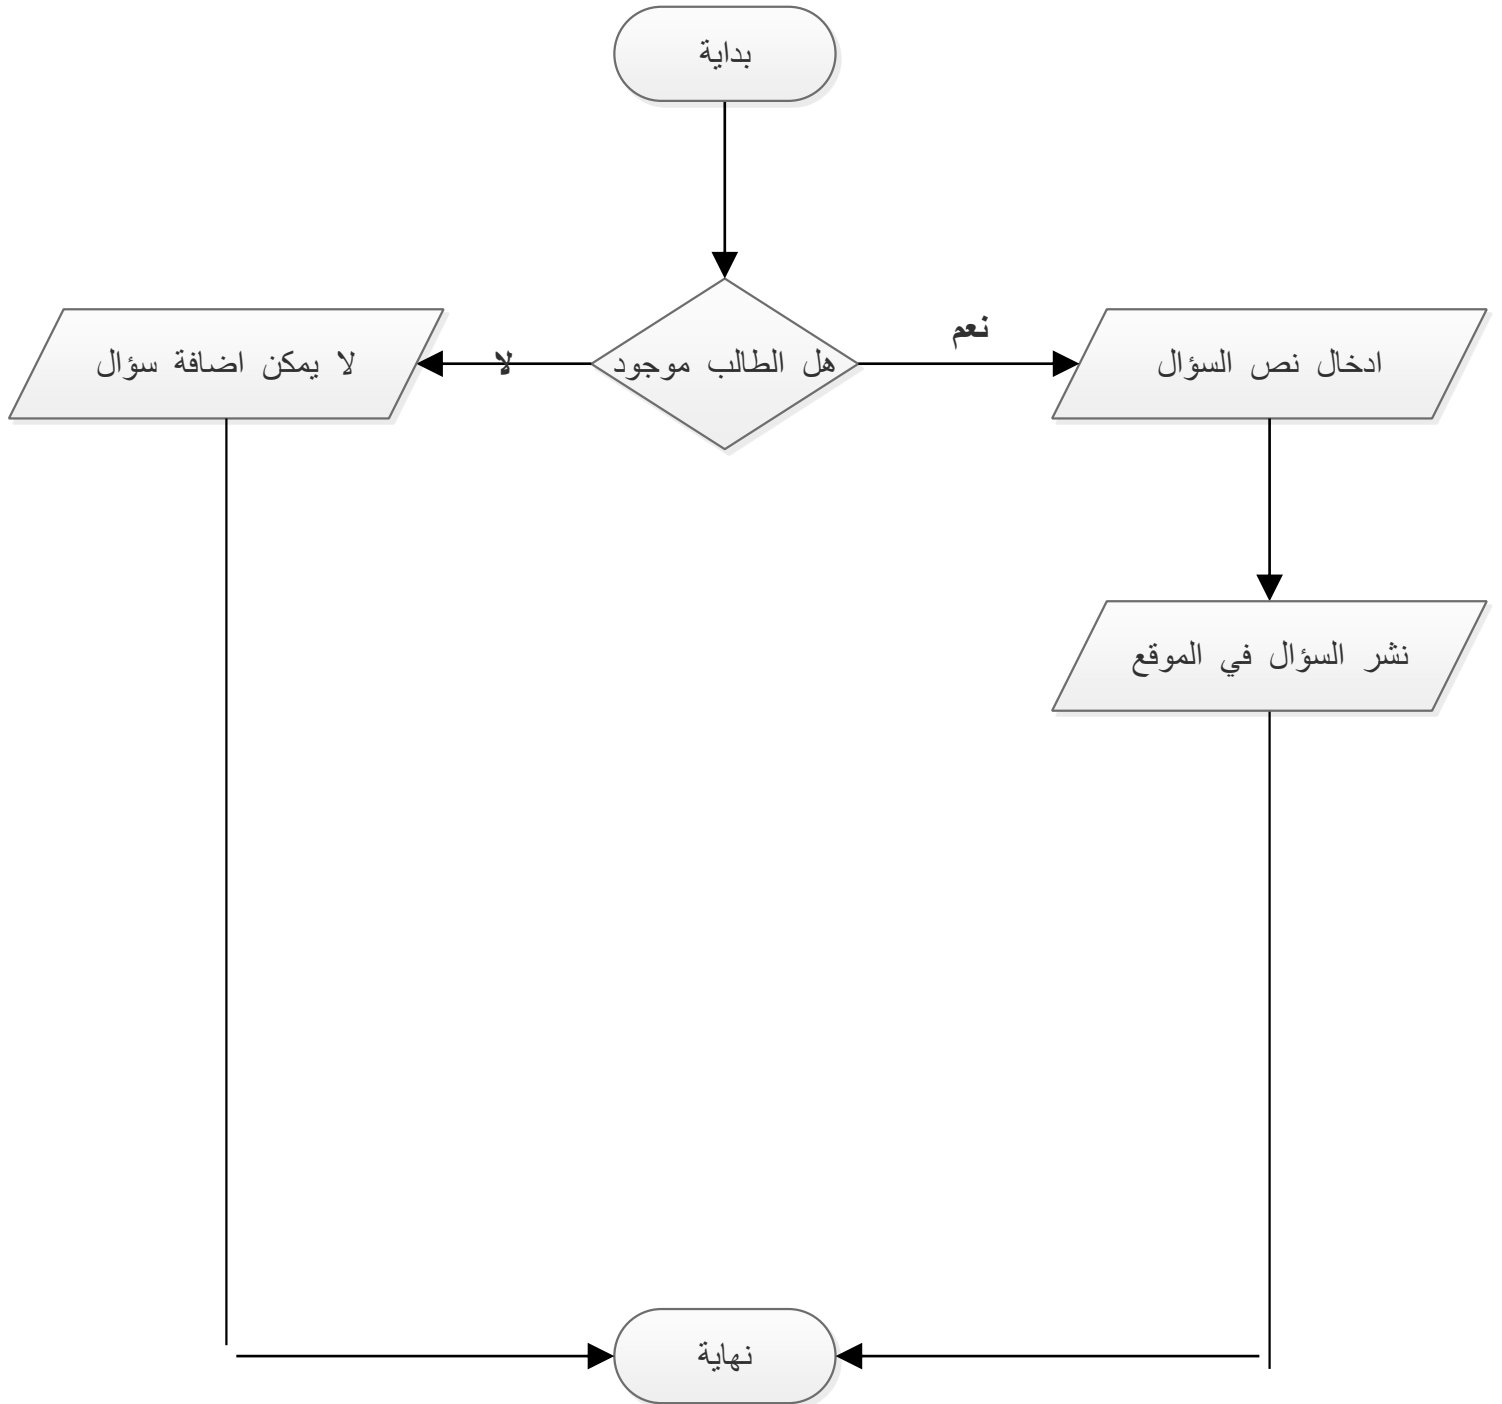 بداية
نعم
هل الطالب موجود
لا
ادخال نص السؤال
لا يمكن اضافة سؤال
نشر السؤال في الموقع
نهاية